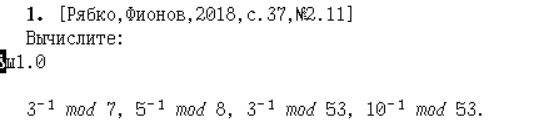 1. [Рябко,Фионов,2018,с.37,№2.11]
Вычислите:
ш1.0
3⁻¹ mod 7, 5⁻¹ mod 8, 3⁻¹ mod 53, 10⁻¹ mod 53.